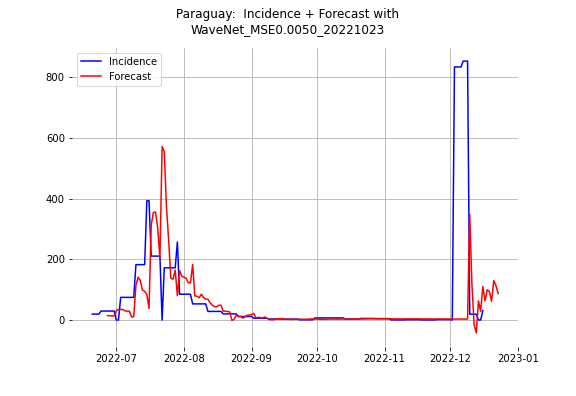 Paraguay:  Incidence + Forecast with
WaveNet_MSE0.0050_20221023
Incidence
Forecast
800
600
400
200
0
2022-07 2022-08 2022-09 2022-10 2022-11 2022-12 2023-01